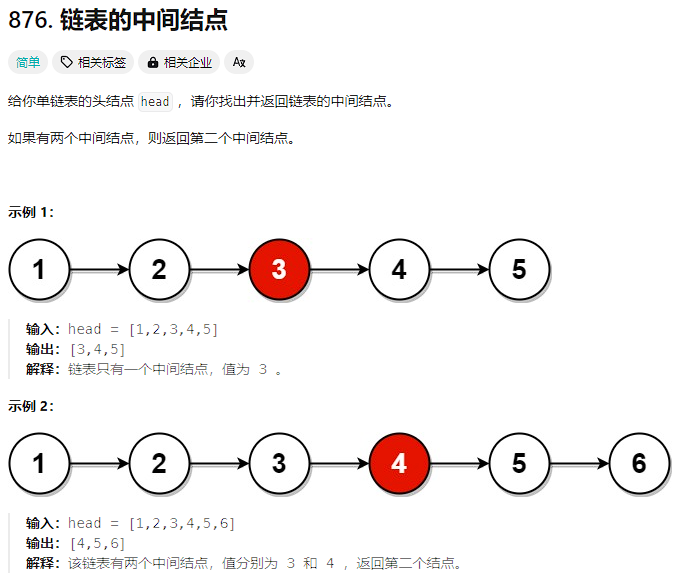 876. 链表的中间结点
简单 相关标签 相关企业 Aあ
给你单链表的头结点 head ，请你找出并返回链表的中间结点。
如果有两个中间结点，则返回第二个中间结点。
示例 1：
1 2 3 4 5
输入：head = [1,2,3,4,5]
输出：[3,4,5]
解释：链表只有一个中间结点，值为 3 。
示例 2：
1 2 3 4 5 6
输入：head = [1,2,3,4,5,6]
输出：[4,5,6]
解释：该链表有两个中间结点，值分别为 3 和 4 ，返回第二个结点。